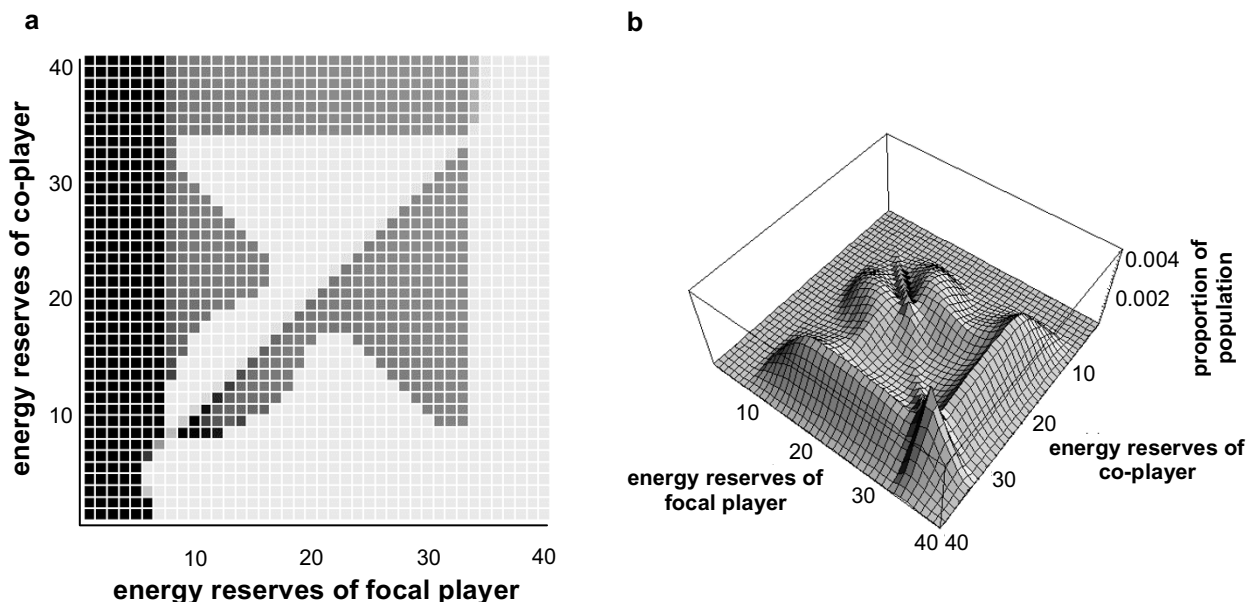 a
energy reserves of co-player
40
30
20
10
10 20 30 40
energy reserves of focal player
b
0.004
0.002
proportion of
population
10
20
30
40 40
10
20
30
energy reserves of
focal player
energy reserves of
co-player